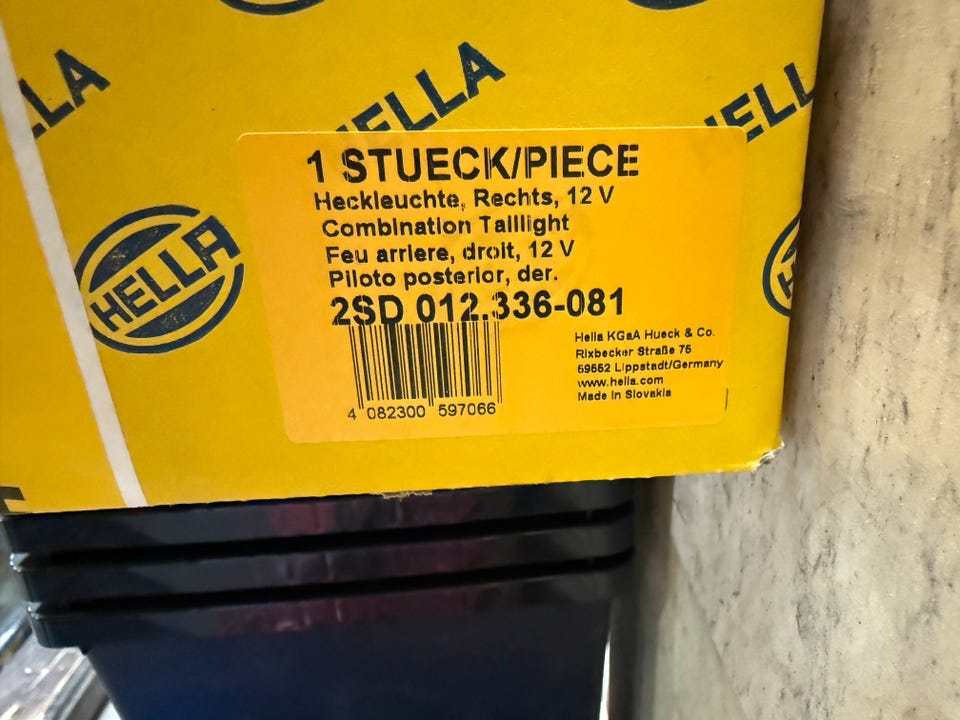 HELLA
HELLA
HELLA
HELLA
1 STUECK/PIECE
Heckleuchte, Rechts, 12 V
Combination Taillight
Feu arriere, droit, 12 V
Piloto posterior, der.
2SD 012.336-081
4 082300 597066
Hella KGaA Hueck & Co.
Rixbecker Straße 75
59552 Lippstadt/Germany
www.hella.com
Made in Slovakia